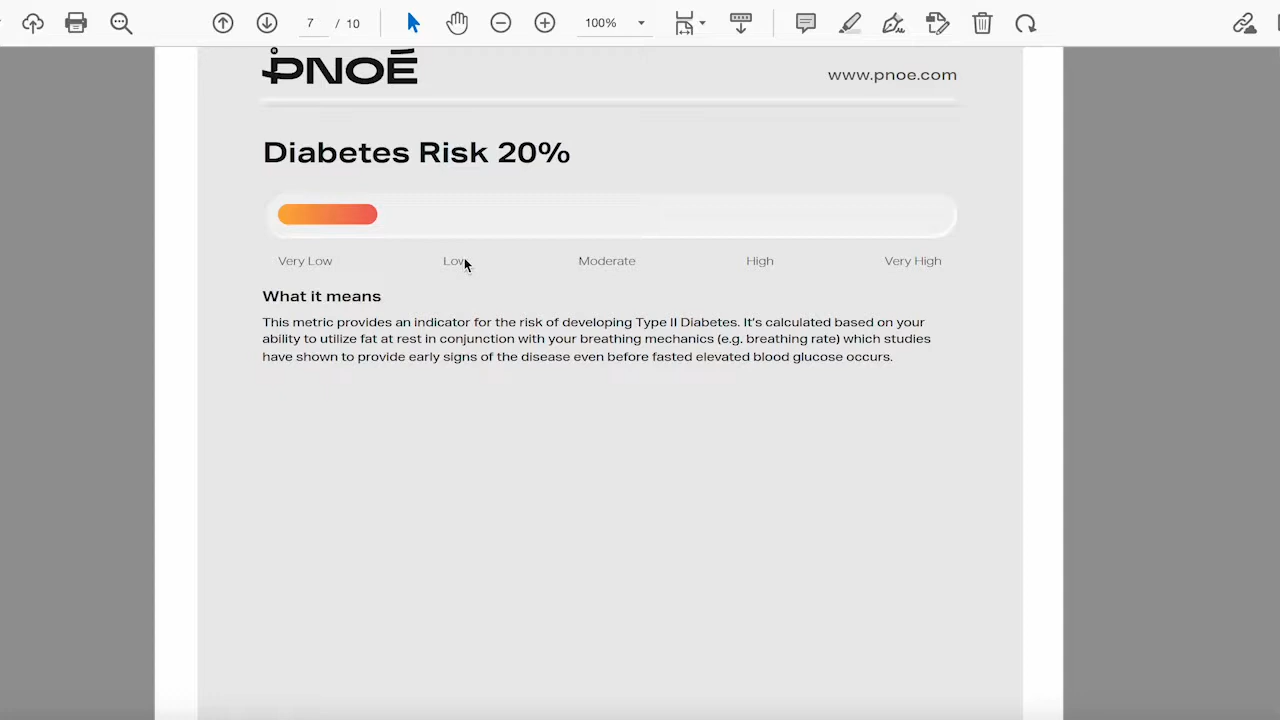 7 / 10
100%
PNOĒ
www.pnoe.com
Diabetes Risk 20%
Very Low
Low
Moderate
High
Very High
What it means
This metric provides an indicator for the risk of developing Type II Diabetes. It's calculated based on your
ability to utilize fat at rest in conjunction with your breathing mechanics (e.g. breathing rate) which studies
have shown to provide early signs of the disease even before fasted elevated blood glucose occurs.